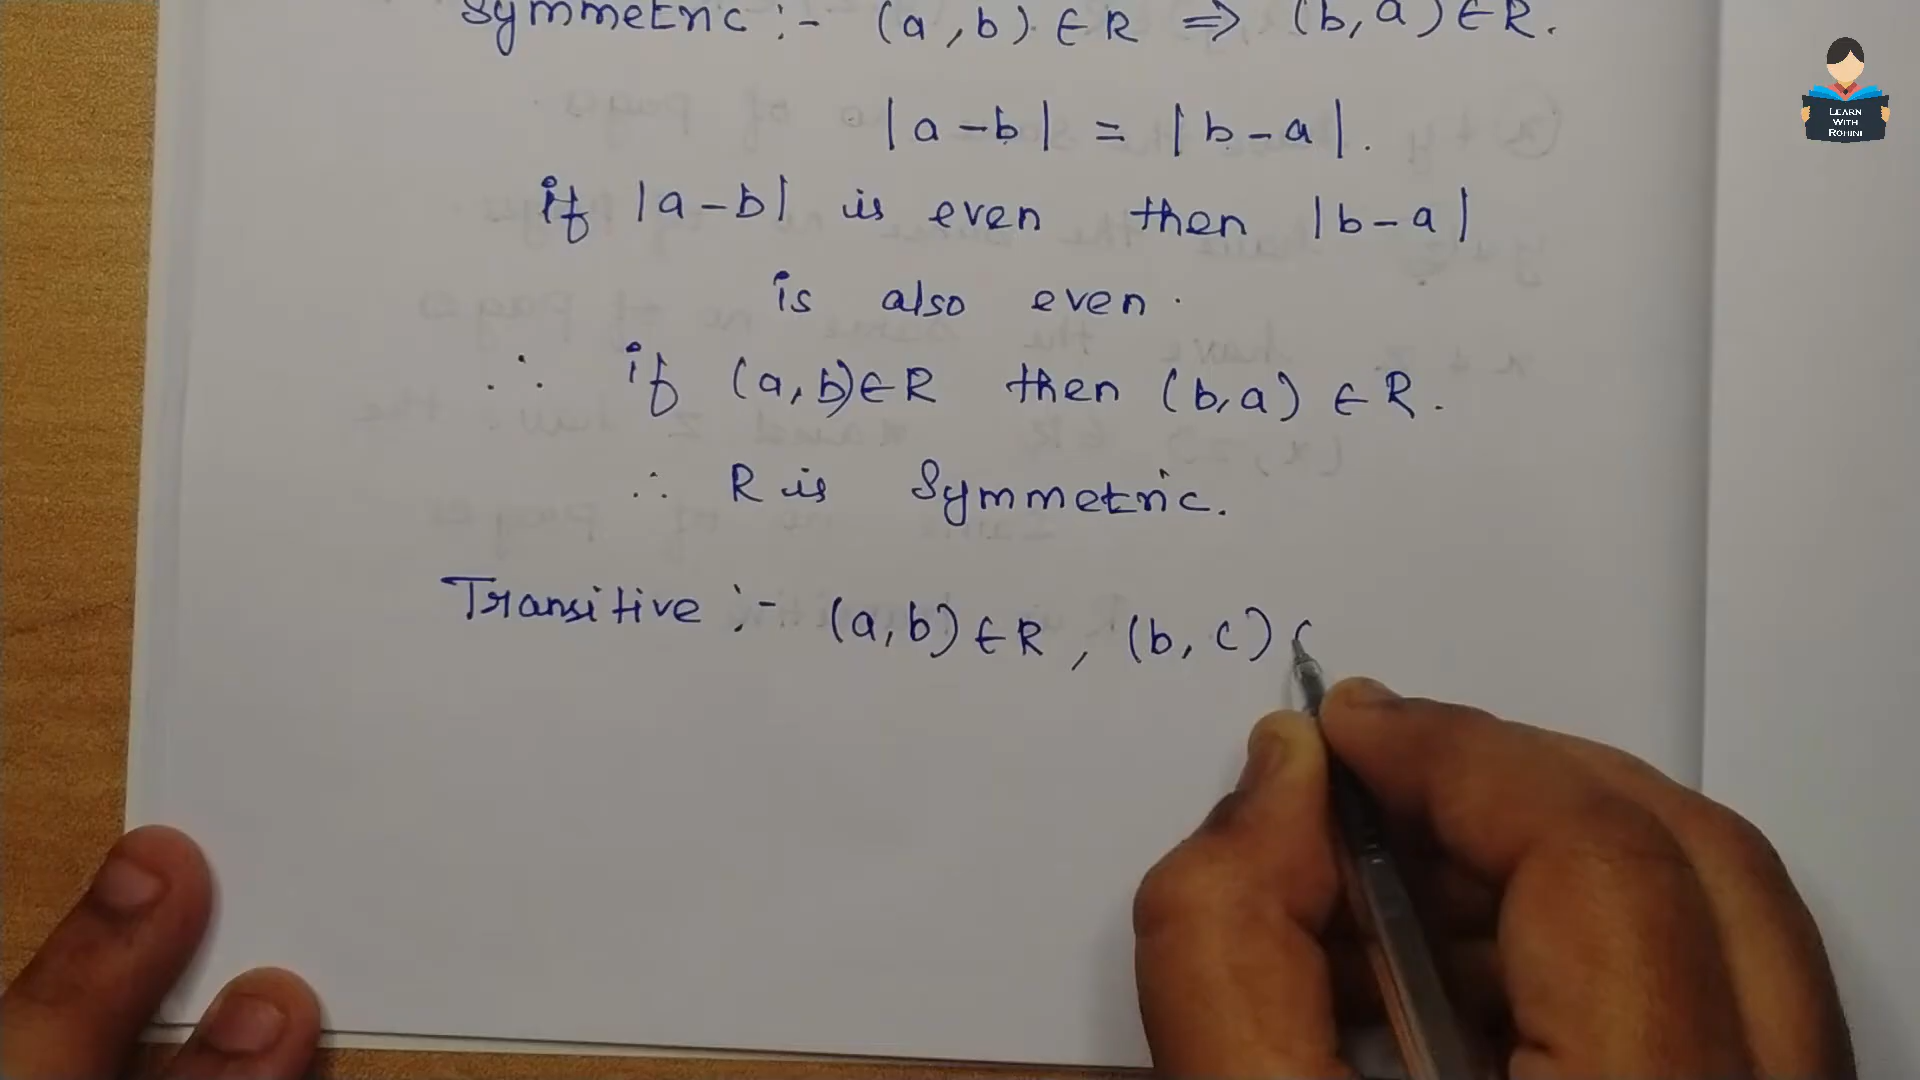 Symmetric :- (a,b) ∈ R ⇒ (b,a) ∈ R.
|a-b| = |b-a|.
if |a-b| is even then |b-a|
is also even.
∴ if (a,b)∈R then (b,a) ∈ R.
∴ R is Symmetric.
Transitive :- (a,b) ∈ R, (b,c)
LEARN
WITH
ROHINI